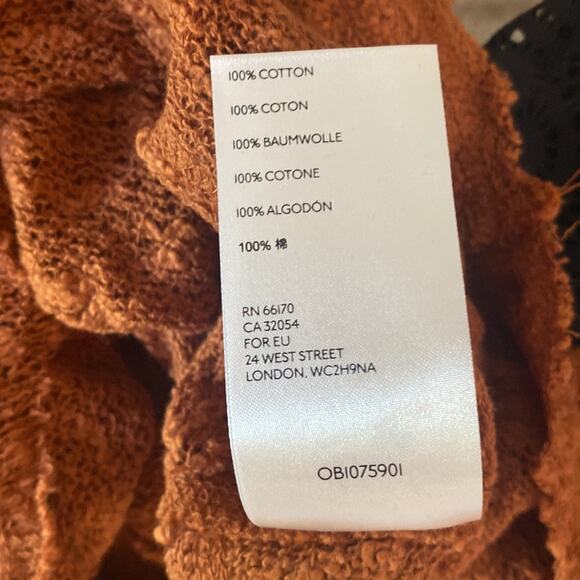 100% COTTON
100% COTON
100% BAUMWOLLE
100% COTONE
100% ALGODÓN
100% 棉
RN 66170
CA 32054
FOR EU
24 WEST STREET
LONDON, WC2H9NA
OB1075901